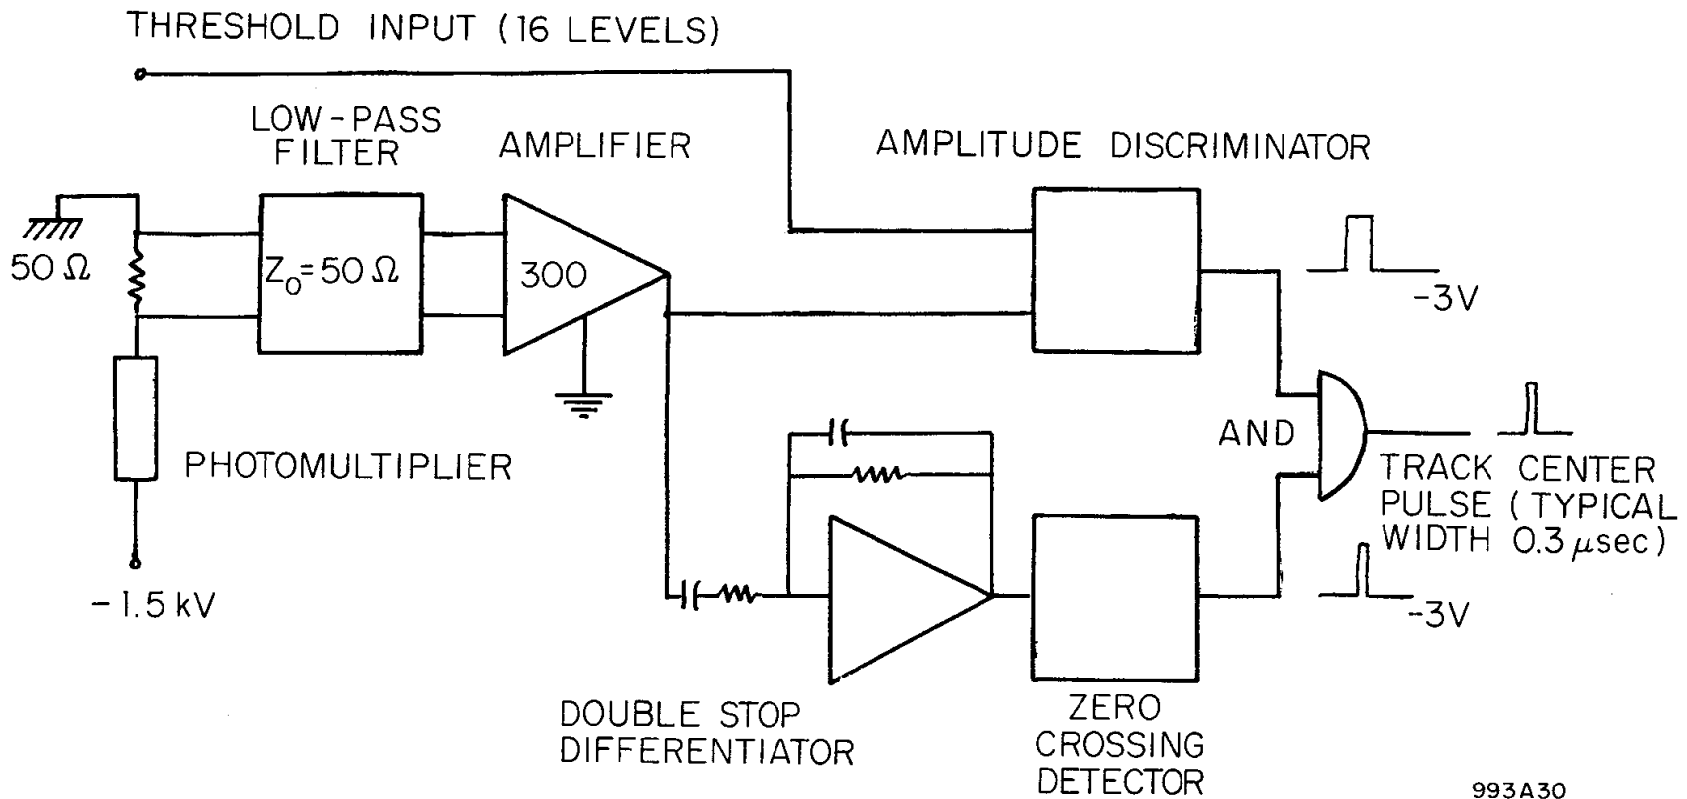 THRESHOLD INPUT (16 LEVELS)
LOW-PASS
FILTER
AMPLIFIER
AMPLITUDE DISCRIMINATOR
50 Ω
Z₀=50 Ω
300
-3V
PHOTOMULTIPLIER
AND
TRACK CENTER
PULSE (TYPICAL
WIDTH 0.3 μsec)
-1.5 kV
-3V
DOUBLE STOP
DIFFERENTIATOR
ZERO
CROSSING
DETECTOR
993A30